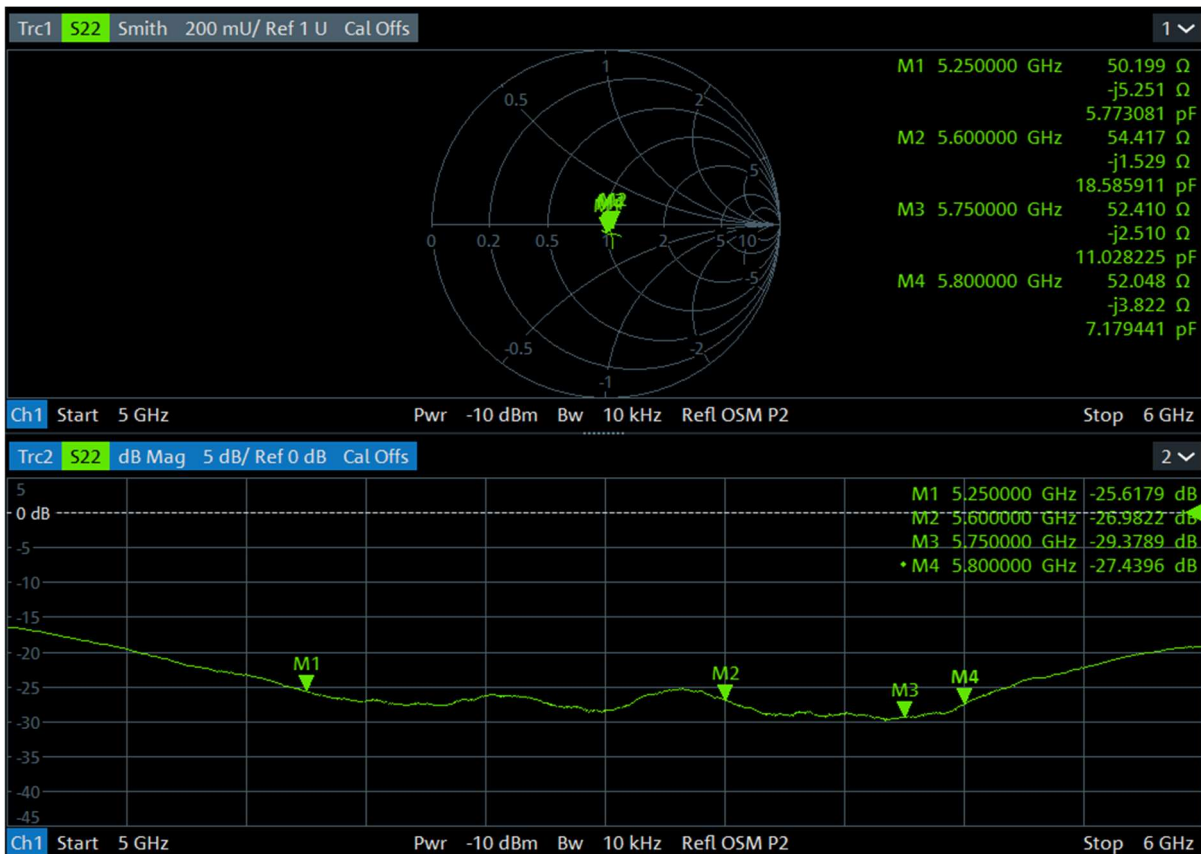 Trc1 S22 Smith 200 mU/ Ref 1 U Cal Offs 1
M1 5.250000 GHz 50.199 Ω
-j5.251 Ω
5.773081 pF
M2 5.600000 GHz 54.417 Ω
-j1.529 Ω
18.585911 pF
M3 5.750000 GHz 52.410 Ω
-j2.510 Ω
11.028225 pF
M4 5.800000 GHz 52.048 Ω
-j3.822 Ω
7.179441 pF
1
0.5 2
5
M2
0 0.2 0.5 1 2 5 10
-5
-0.5 -2
-1
Ch1 Start 5 GHz Pwr -10 dBm Bw 10 kHz Refl OSM P2 Stop 6 GHz
Trc2 S22 dB Mag 5 dB/ Ref 0 dB Cal Offs 2
M1 5.250000 GHz -25.6179 dB
M2 5.600000 GHz -26.9822 dB
M3 5.750000 GHz -29.3789 dB
• M4 5.800000 GHz -27.4396 dB
5
0 dB
-5
-10
-15
-20
-25
-30
-35
-40
-45
M1
M2
M3
M4
Ch1 Start 5 GHz Pwr -10 dBm Bw 10 kHz Refl OSM P2 Stop 6 GHz